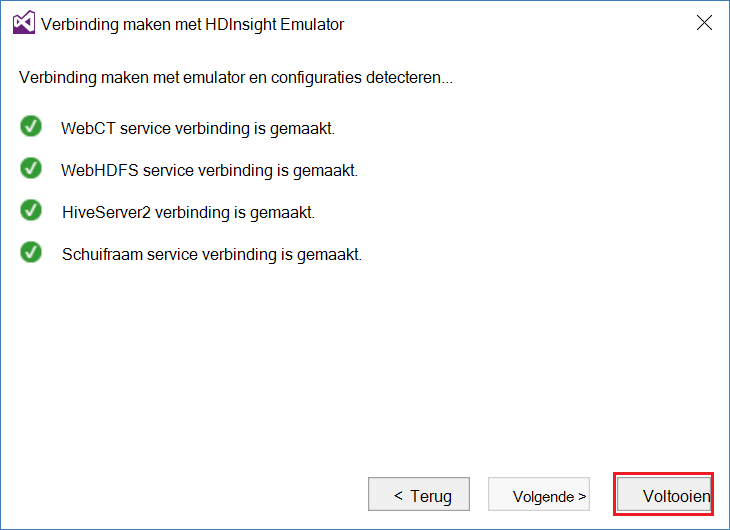 Verbinding maken met HDInsight Emulator
Verbinding maken met emulator en configuraties detecteren...
WebCT service verbinding is gemaakt.
WebHDFS service verbinding is gemaakt.
HiveServer2 verbinding is gemaakt.
Schuifraam service verbinding is gemaakt.
< Terug
Volgende >
Voltooien